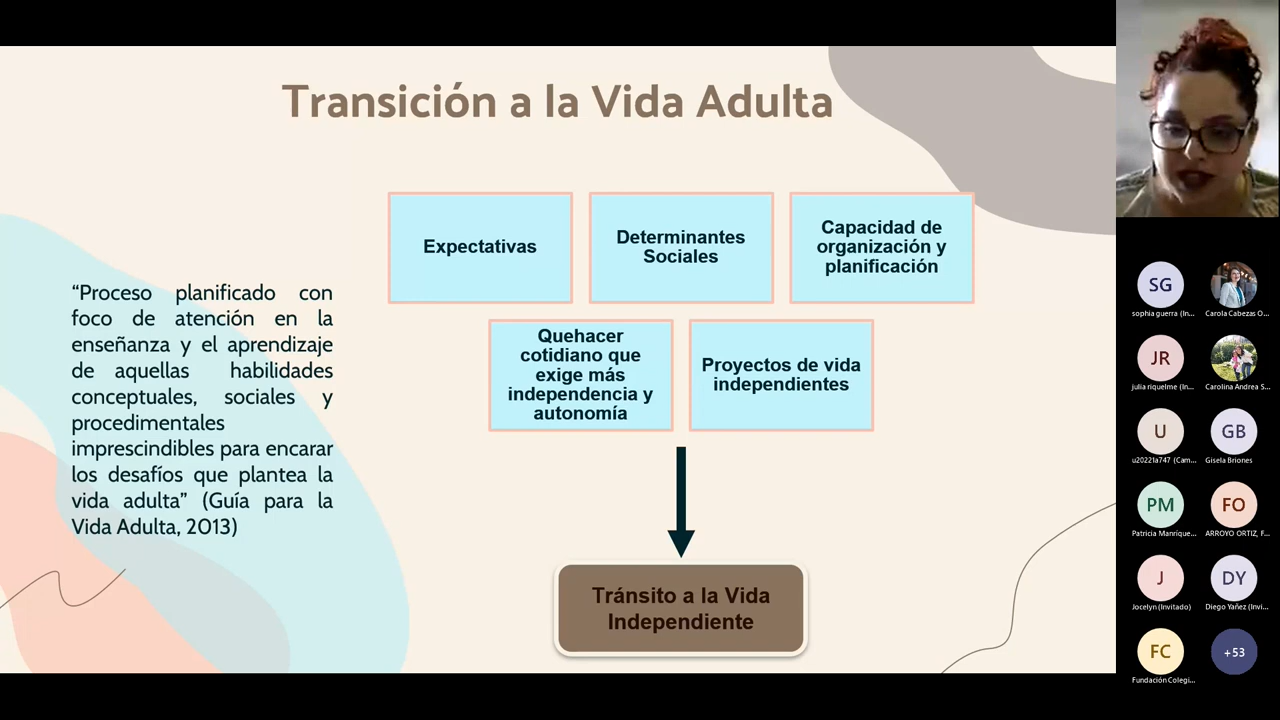 Transición a la Vida Adulta
Expectativas
Determinantes
Sociales
Capacidad de
organización y
planificación
Quehacer
cotidiano que
exige más
independencia y
autonomía
Proyectos de vida
independientes
“Proceso planificado con
foco de atención en la
enseñanza y el aprendizaje
de aquellas habilidades
conceptuales, sociales y
procedimentales
imprescindibles para encarar
los desafíos que plantea la
vida adulta” (Guía para la
Vida Adulta, 2013)
Tránsito a la Vida
Independiente
SG
sophia guerra (In...
Carola Cabezas O...
JR
julia riquelme (In...
Carolina Andrea S...
U
u20221a747 (Cam...
GB
Gisela Briones
PM
Patricia Manríque...
FO
ARROYO ORTIZ, F...
J
Jocelyn (Invitado)
DY
Diego Yañez (Invi...
FC
Fundación Colegi...
+53